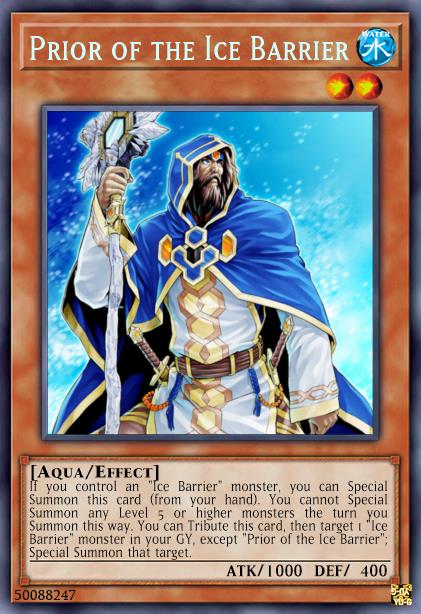 PRIOR OF THE ICE BARRIER
WATER
水
[AQUA/EFFECT]
If you control an "Ice Barrier" monster, you can Special
Summon this card (from your hand). You cannot Special
Summon any Level 5 or higher monsters the turn you
Summon this way. You can Tribute this card, then target 1 "Ice
Barrier" monster in your GY, except "Prior of the Ice Barrier";
Special Summon that target.
ATK/1000 DEF/ 400
50088247